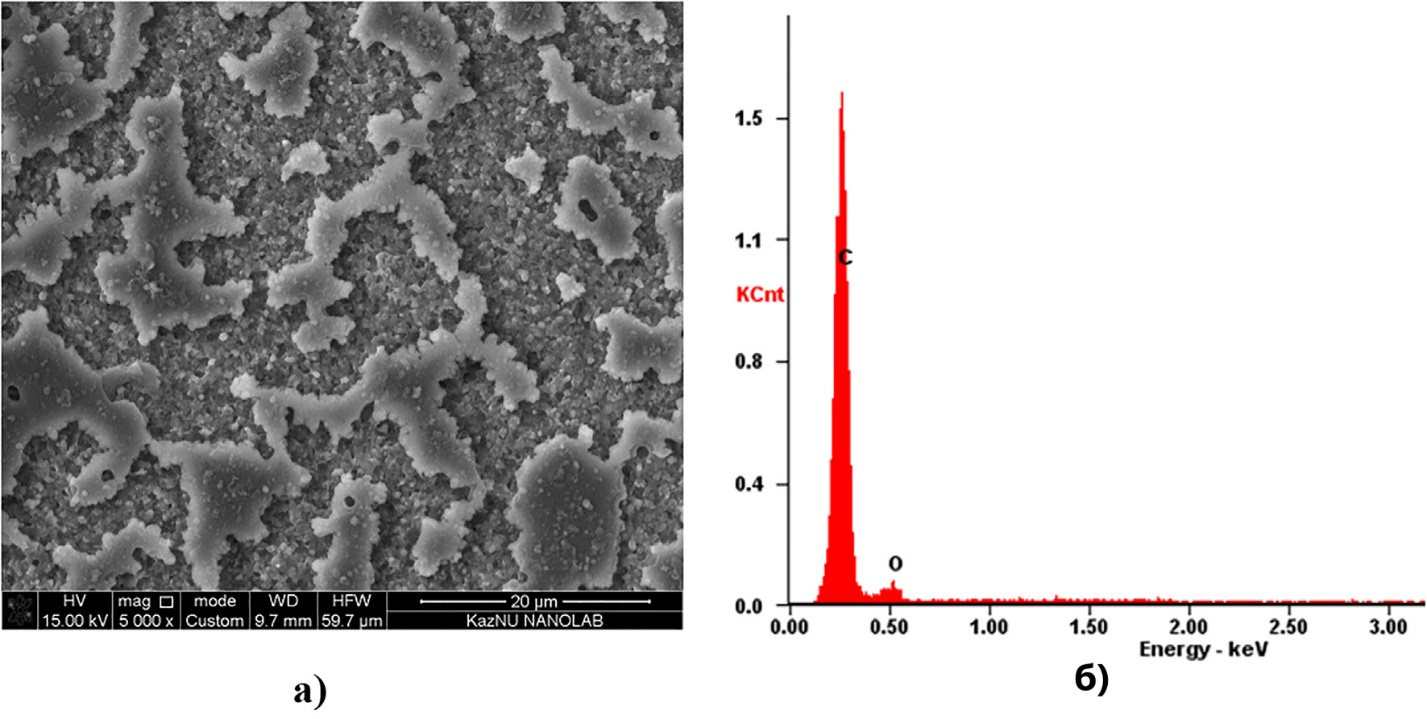 HV mag □ mode WD HFW 20 µm
15.00 kV 5 000 x Custom 9.7 mm 59.7 µm KazNU NANOLAB
а)
1.5
1.1
0.8
0.4
0.0
KCnt
C
O
0.00 0.50 1.00 1.50 2.00 2.50 3.00
Energy - keV
б)